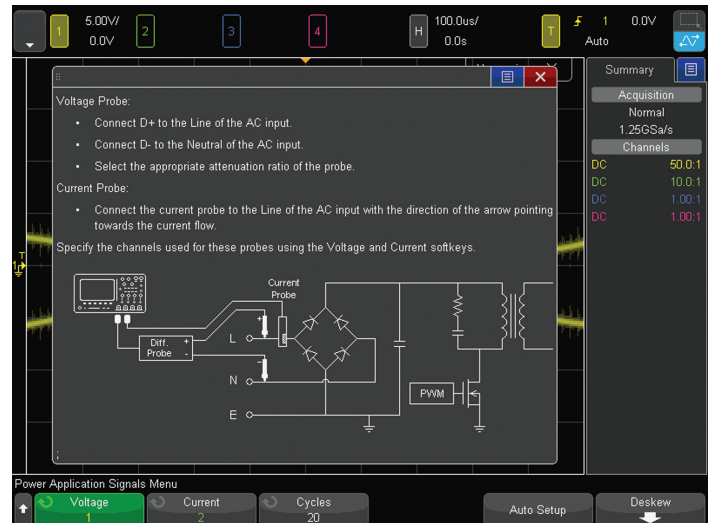 1 5.00V/ 2 3 4 H 100.0us/ T 1 0.0V
0.0V 0.0s Auto
Summary
Acquisition
Normal
1.25GSa/s
Channels
DC 50.0:1
DC 10.0:1
DC 1.00:1
DC 1.00:1
Voltage Probe:
• Connect D+ to the Line of the AC input.
• Connect D- to the Neutral of the AC input.
• Select the appropriate attenuation ratio of the probe.
Current Probe:
• Connect the current probe to the Line of the AC input with the direction of the arrow pointing
towards the current flow.
Specify the channels used for these probes using the Voltage and Current softkeys.
T
1
Current
Probe
+
L
Diff. +
Probe -
-
N
PWM
E
;
Power Application Signals Menu
Voltage Current Cycles Auto Setup Deskew
1 2 20